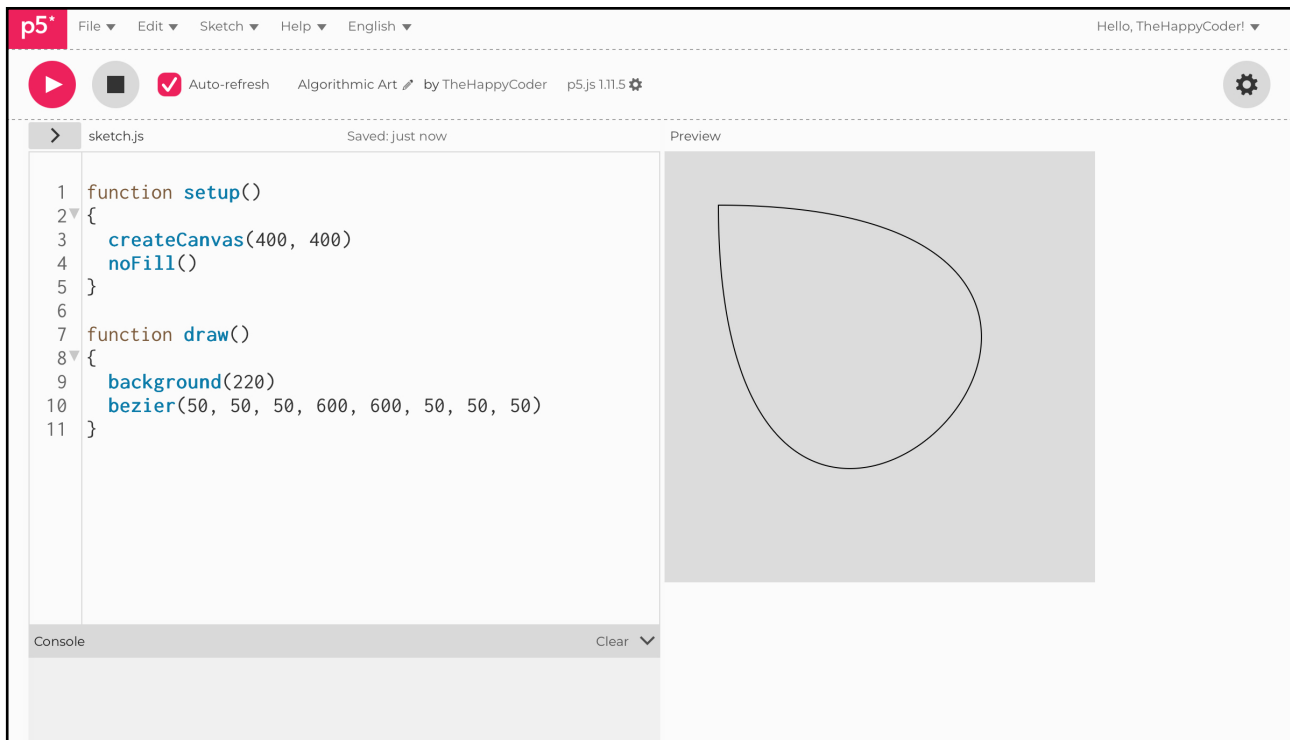 p5* File Edit Sketch Help English Hello, TheHappyCoder!
Auto-refresh Algorithmic Art by TheHappyCoder p5.js 1.11.5
sketch.js Saved: just now Preview
1 function setup()
2 {
3 createCanvas(400, 400)
4 noFill()
5 }
6
7 function draw()
8 {
9 background(220)
10 bezier(50, 50, 50, 600, 600, 50, 50, 50)
11 }
Console Clear